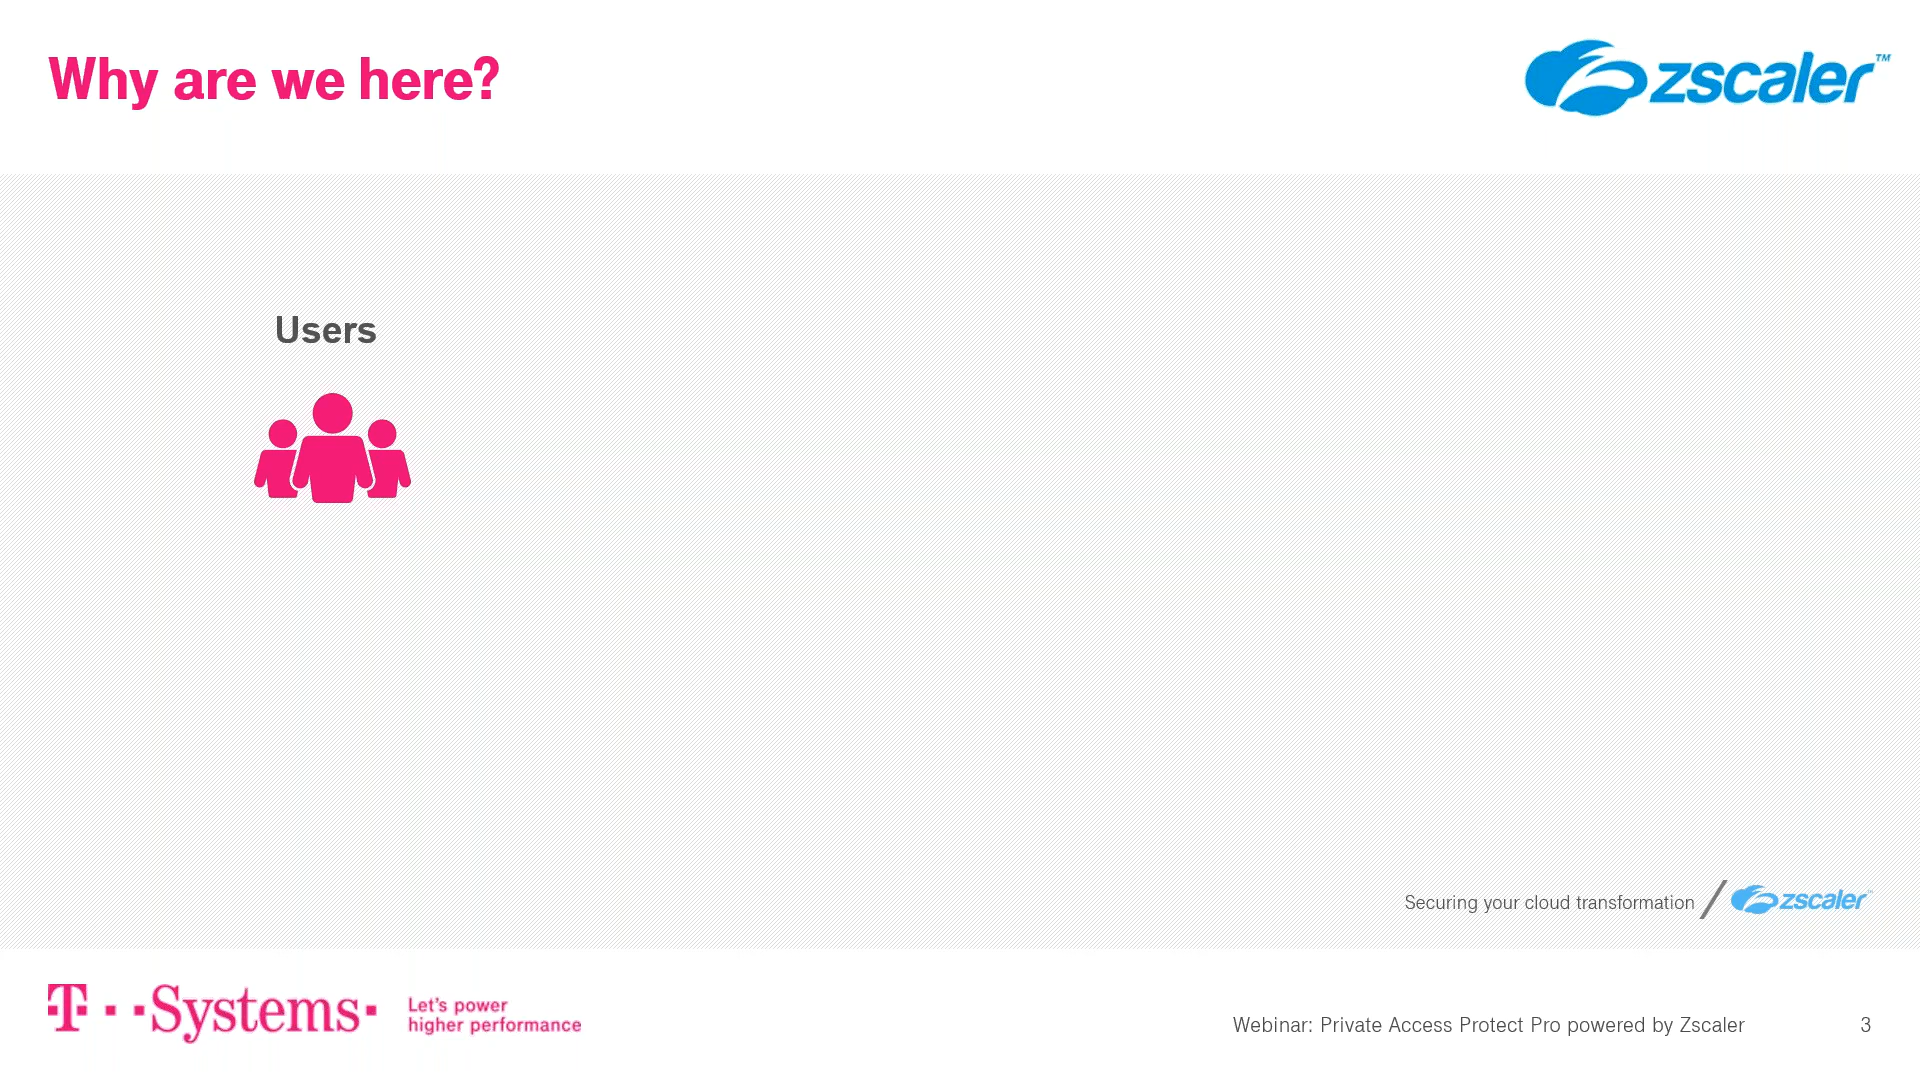 Why are we here?
zscaler™
Users
Securing your cloud transformation
zscaler™
T··Systems·
Let's power
higher performance
Webinar: Private Access Protect Pro powered by Zscaler
3